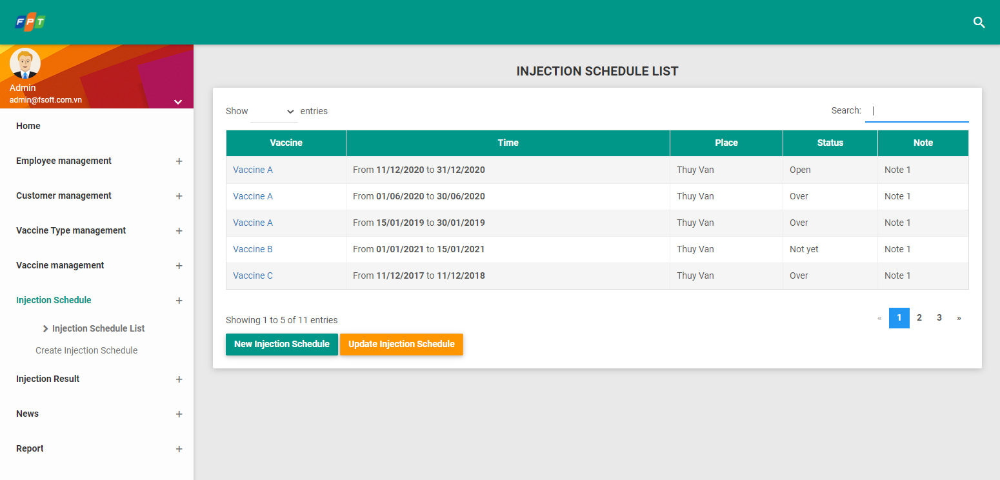 FPT
Admin
admin@fsoft.com.vn
Home
Employee management +
Customer management +
Vaccine Type management +
Vaccine management +
Injection Schedule +
Injection Schedule List
Create Injection Schedule
Injection Result +
News +
Report +
INJECTION SCHEDULE LIST
Show entries Search:
Vaccine Time Place Status Note
Vaccine A From 11/12/2020 to 31/12/2020 Thuy Van Open Note 1
Vaccine A From 01/06/2020 to 30/06/2020 Thuy Van Over Note 1
Vaccine A From 15/01/2019 to 30/01/2019 Thuy Van Over Note 1
Vaccine B From 01/01/2021 to 15/01/2021 Thuy Van Not yet Note 1
Vaccine C From 11/12/2017 to 11/12/2018 Thuy Van Over Note 1
Showing 1 to 5 of 11 entries « 1 2 3 »
New Injection Schedule Update Injection Schedule